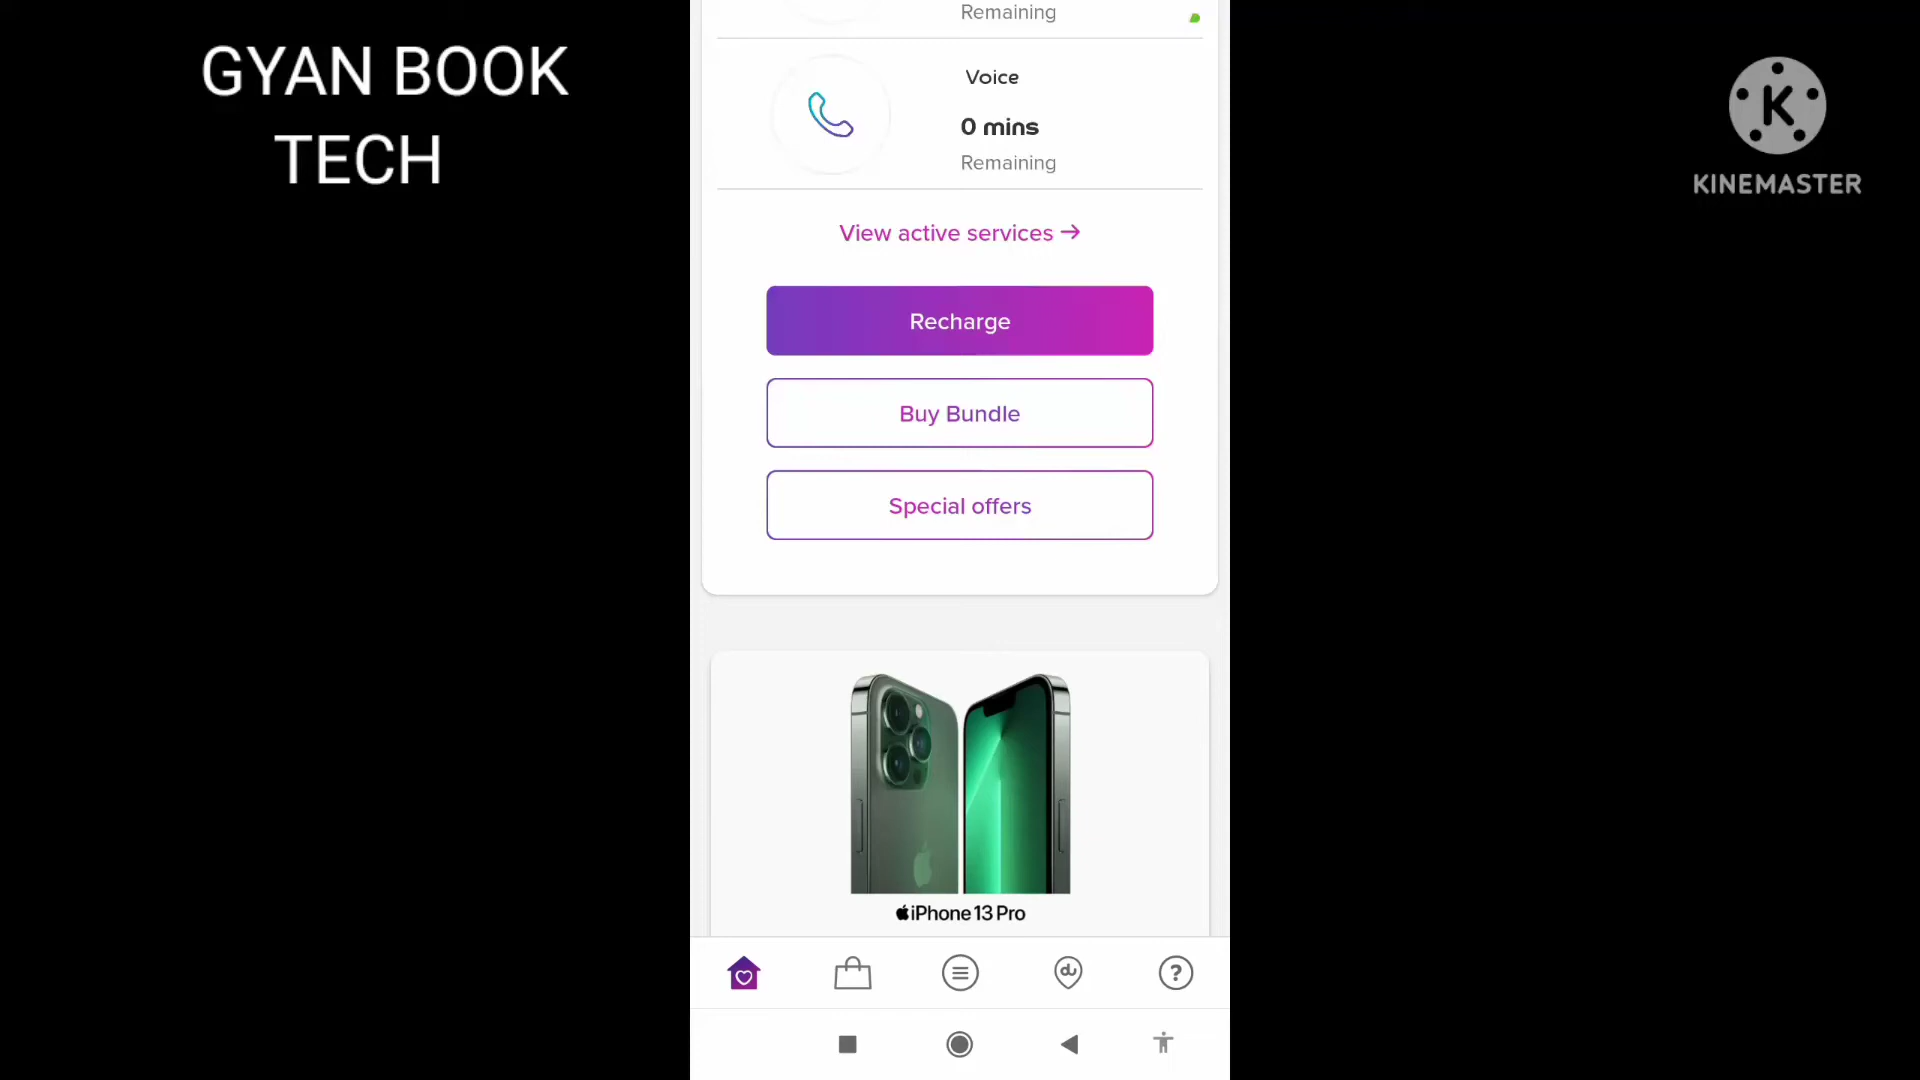 GYAN BOOK
TECH
Remaining
Voice
0 mins
Remaining
View active services →
Recharge
Buy Bundle
Special offers
iPhone 13 Pro
du
?
K
KINEMASTER